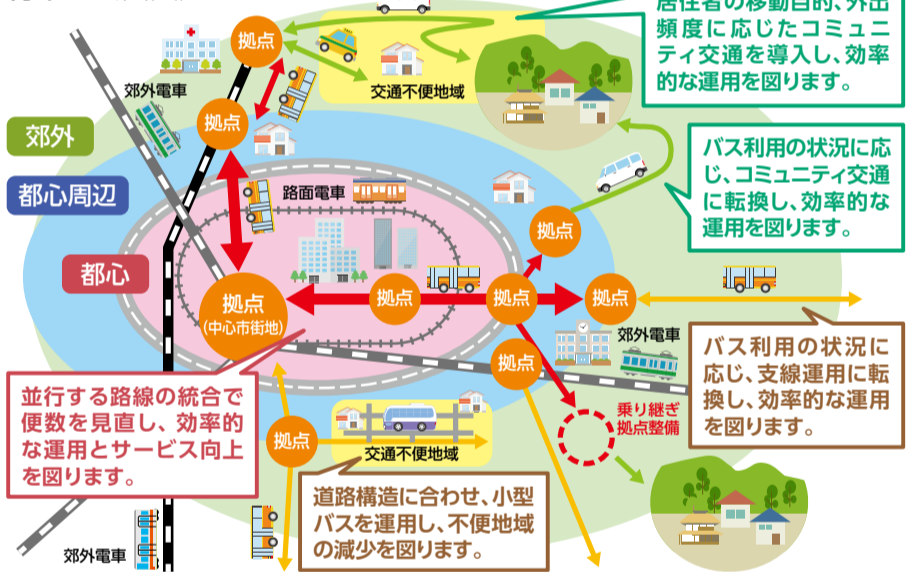 居住者の移動目的、外出
頻度に応じたコミュニ
ティ交通を導入し、効率
的な運用を図ります。
拠点
交通不便地域
郊外電車
拠点
郊外
バス利用の状況に応
じ、コミュニティ交通
に転換し、効率的な
運用を図ります。
都心周辺
路面電車
拠点
都心
拠点
(中心市街地)
拠点
拠点
拠点
郊外電車
拠点
バス利用の状況に
応じ、支線運用に転
換し、効率的な運用
を図ります。
並行する路線の統合で
便数を見直し、効率的
な運用とサービス向上
を図ります。
乗り継ぎ
拠点整備
拠点
交通不便地域
道路構造に合わせ、小型
バスを運用し、不便地域
の減少を図ります。
郊外電車